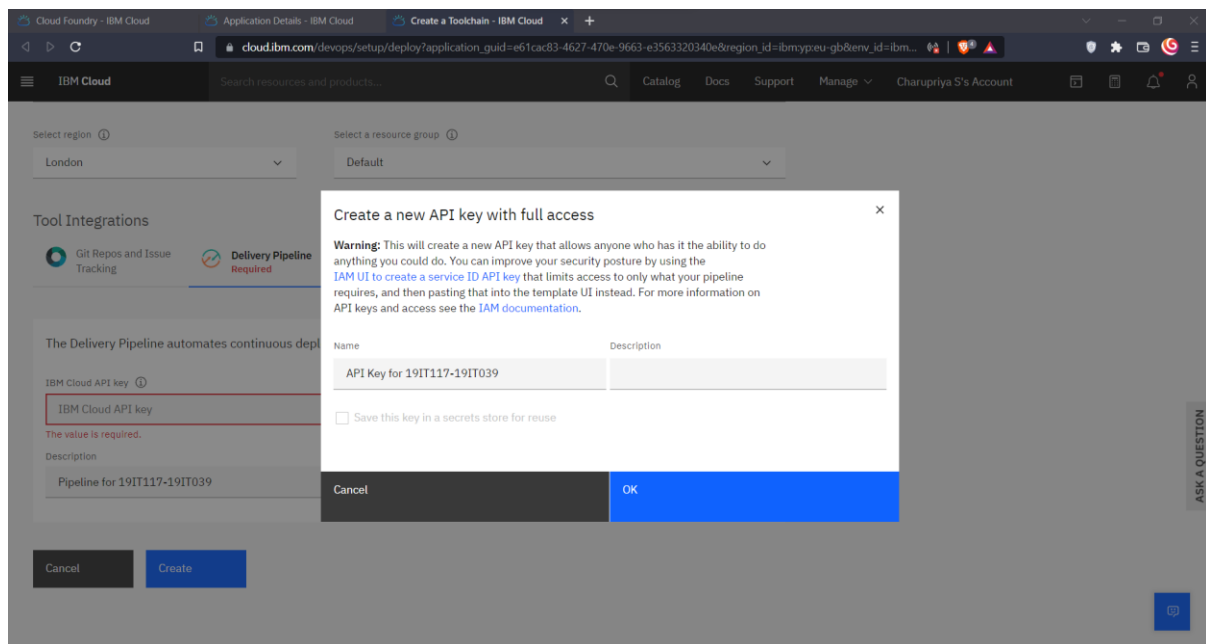 Cloud Foundry - IBM Cloud
Application Details - IBM Cloud
Create a Toolchain - IBM Cloud
cloud.ibm.com/devops/setup/deploy?application_guid=e61cac83-4627-470e-9663-e3563320340e&region_id=ibm:yp:eu-gb&env_id=ibm...
IBM Cloud
Search resources and products...
Catalog
Docs
Support
Manage
Charupriya S's Account
Select region
Select a resource group
London
Default
Tool Integrations
Git Repos and Issue
Tracking
Delivery Pipeline
Required
The Delivery Pipeline automates continuous depl
IBM Cloud API key
IBM Cloud API key
The value is required.
Description
Pipeline for 19IT117-19IT039
Cancel
Create
Create a new API key with full access
Warning: This will create a new API key that allows anyone who has it the ability to do
anything you could do. You can improve your security posture by using the
IAM UI to create a service ID API key that limits access to only what your pipeline
requires, and then pasting that into the template UI instead. For more information on
API keys and access see the IAM documentation.
Name
Description
API Key for 19IT117-19IT039
Save this key in a secrets store for reuse
Cancel
OK
ASK A QUESTION